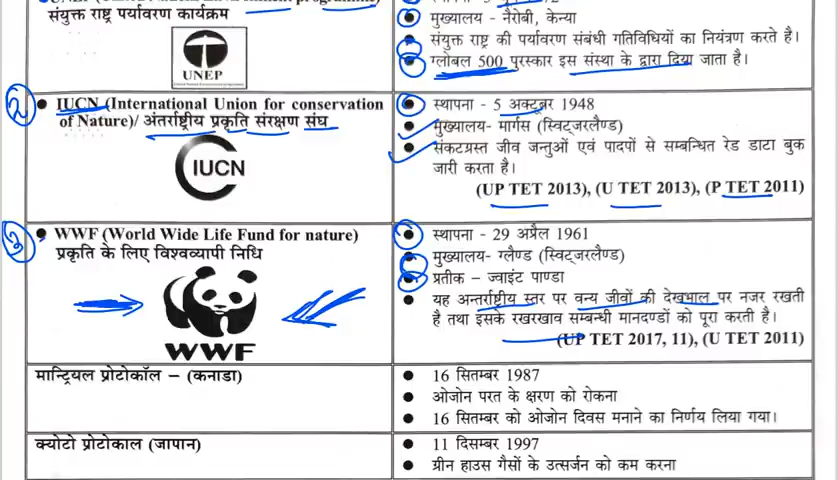 संयुक्त राष्ट्र पर्यावरण कार्यक्रम
UNEP
मुख्यालय - नैरोबी, केन्या
संयुक्त राष्ट्र की पर्यावरण संबंधी गतिविधियों का नियंत्रण करते है।
ग्लोबल 500 पुरस्कार इस संस्था के द्वारा दिया जाता है।
2
IUCN (International Union for conservation
of Nature)/ अंतर्राष्ट्रीय प्रकृति संरक्षण संघ
IUCN
स्थापना - 5 अक्टूबर 1948
मुख्यालय- मार्गस (स्विट्जरलैण्ड)
संकटग्रस्त जीव जन्तुओं एवं पादपों से सम्बन्धित रेड डाटा बुक
जारी करता है।
(UP TET 2013), (U TET 2013), (P TET 2011)
3
WWF (World Wide Life Fund for nature)
प्रकृति के लिए विश्वव्यापी निधि
WWF
स्थापना - 29 अप्रैल 1961
मुख्यालय- ग्लैण्ड (स्विट्जरलैण्ड)
प्रतीक - ज्वाइंट पाण्डा
यह अन्तर्राष्ट्रीय स्तर पर वन्य जीवों की देखभाल पर नजर रखती
है तथा इसके रखरखाव सम्बन्धी मानदण्डों को पूरा करती है।
(UP TET 2017, 11), (U TET 2011)
मान्ट्रियल प्रोटोकॉल – (कनाडा)
16 सितम्बर 1987
ओजोन परत के क्षरण को रोकना
16 सितम्बर को ओजोन दिवस मनाने का निर्णय लिया गया।
क्योटो प्रोटोकाल (जापान)
11 दिसम्बर 1997
ग्रीन हाउस गैसों के उत्सर्जन को कम करना